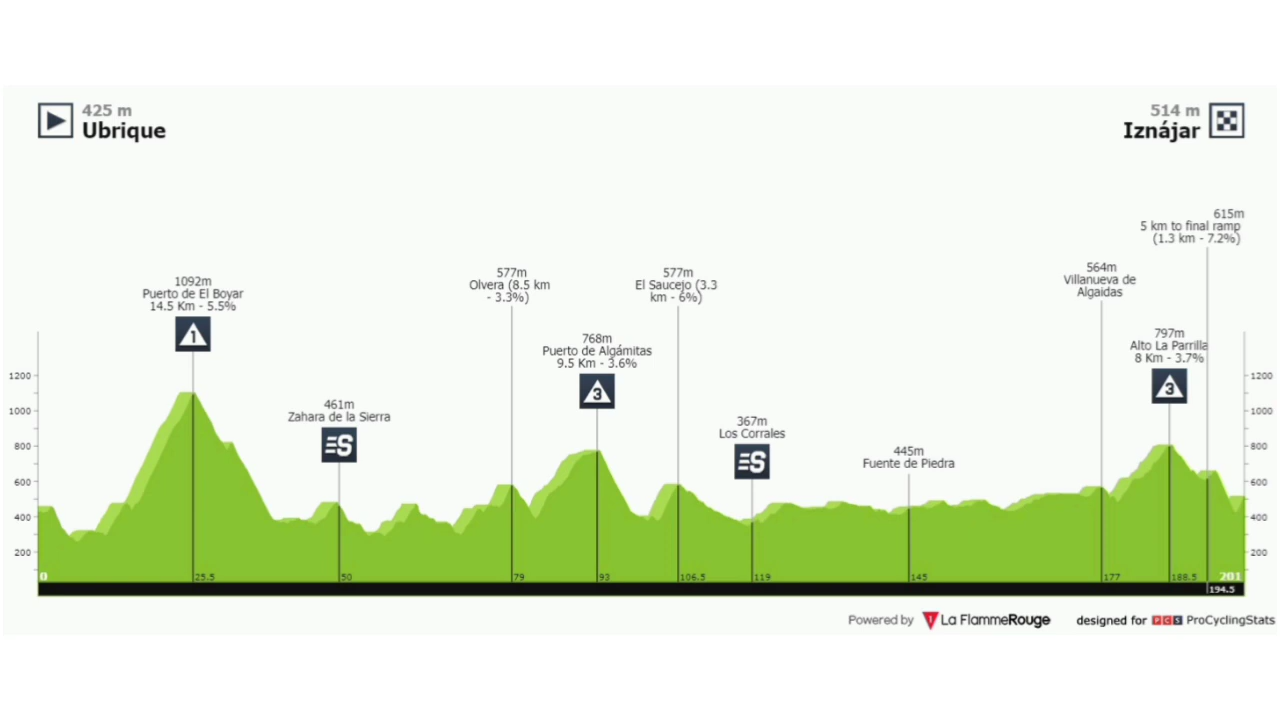 425 m
Ubrique
514 m
Iznájar
615m
5 km to final ramp
(1.3 km - 7.2%)
1092m
Puerto de El Boyar
14.5 Km - 5.5%
1
461m
Zahara de la Sierra
S
577m
Olvera (8.5 km
- 3.3%)
768m
Puerto de Algámitas
9.5 Km - 3.6%
3
577m
El Saucejo (3.3
km - 6%)
367m
Los Corrales
S
445m
Fuente de Piedra
564m
Villanueva de
Algaidas
797m
Alto La Parrilla
8 Km - 3.7%
3
1200
1000
800
600
400
200
1200
1000
800
600
400
200
0 25.5 50 79 93 106.5 119 145 177 188.5 201
194.5
Powered by La FlammeRouge designed for PCS ProCyclingStats